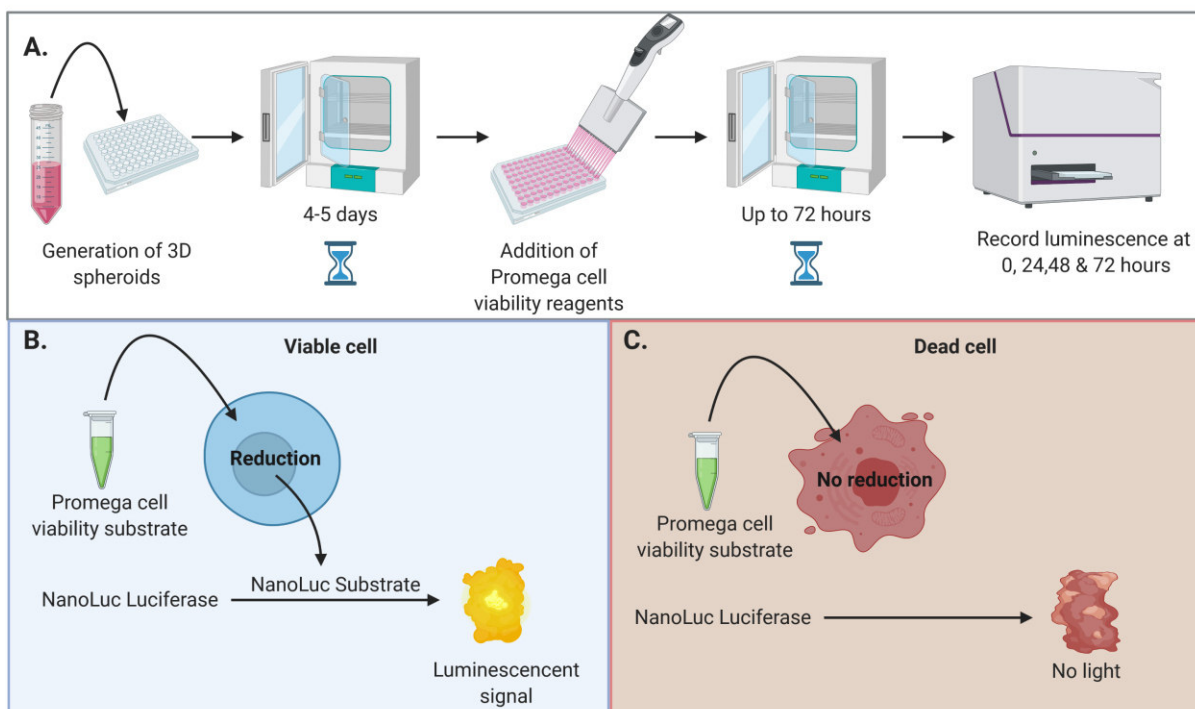 A.
Generation of 3D
spheroids
4-5 days
Addition of
Promega cell
viability reagents
Up to 72 hours
Record luminescence at
0, 24,48 & 72 hours
B.
Viable cell
Reduction
Promega cell
viability substrate
NanoLuc Luciferase
NanoLuc Substrate
Luminescencent
signal
C.
Dead cell
No reduction
Promega cell
viability substrate
NanoLuc Luciferase
No light